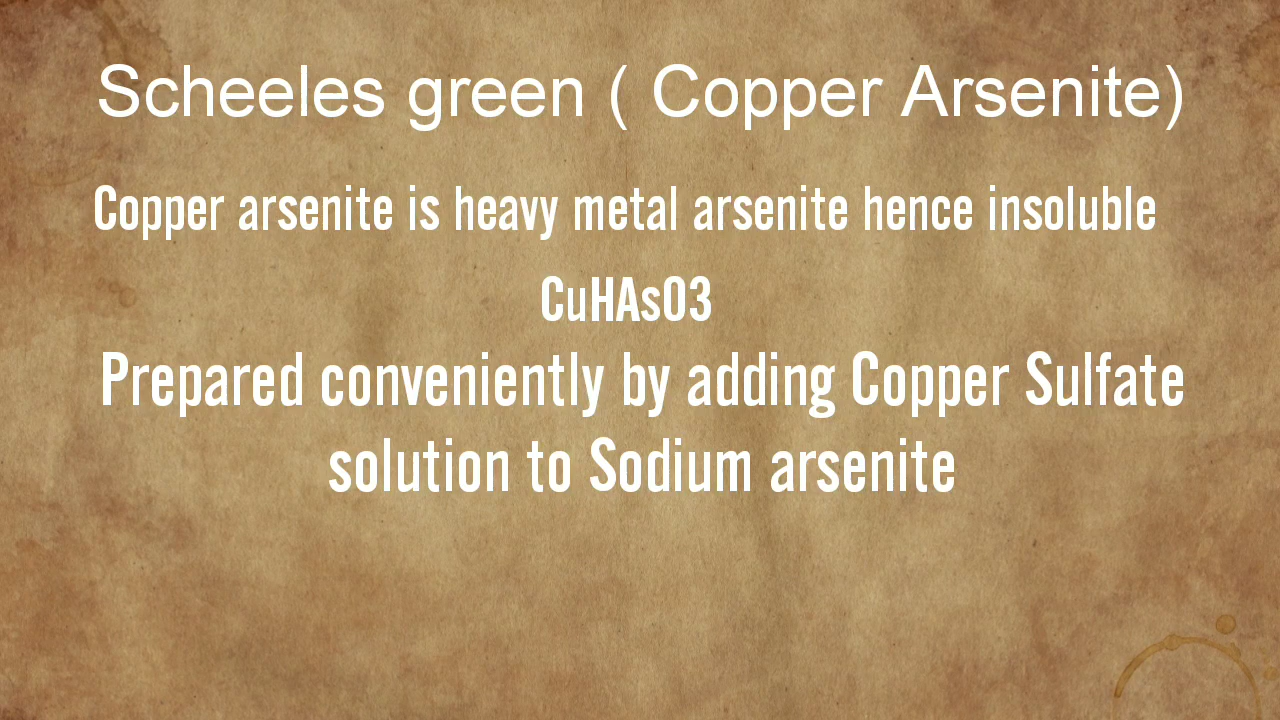 Scheeles green ( Copper Arsenite)
Copper arsenite is heavy metal arsenite hence insoluble
CuHAsO3
Prepared conveniently by adding Copper Sulfate
solution to Sodium arsenite